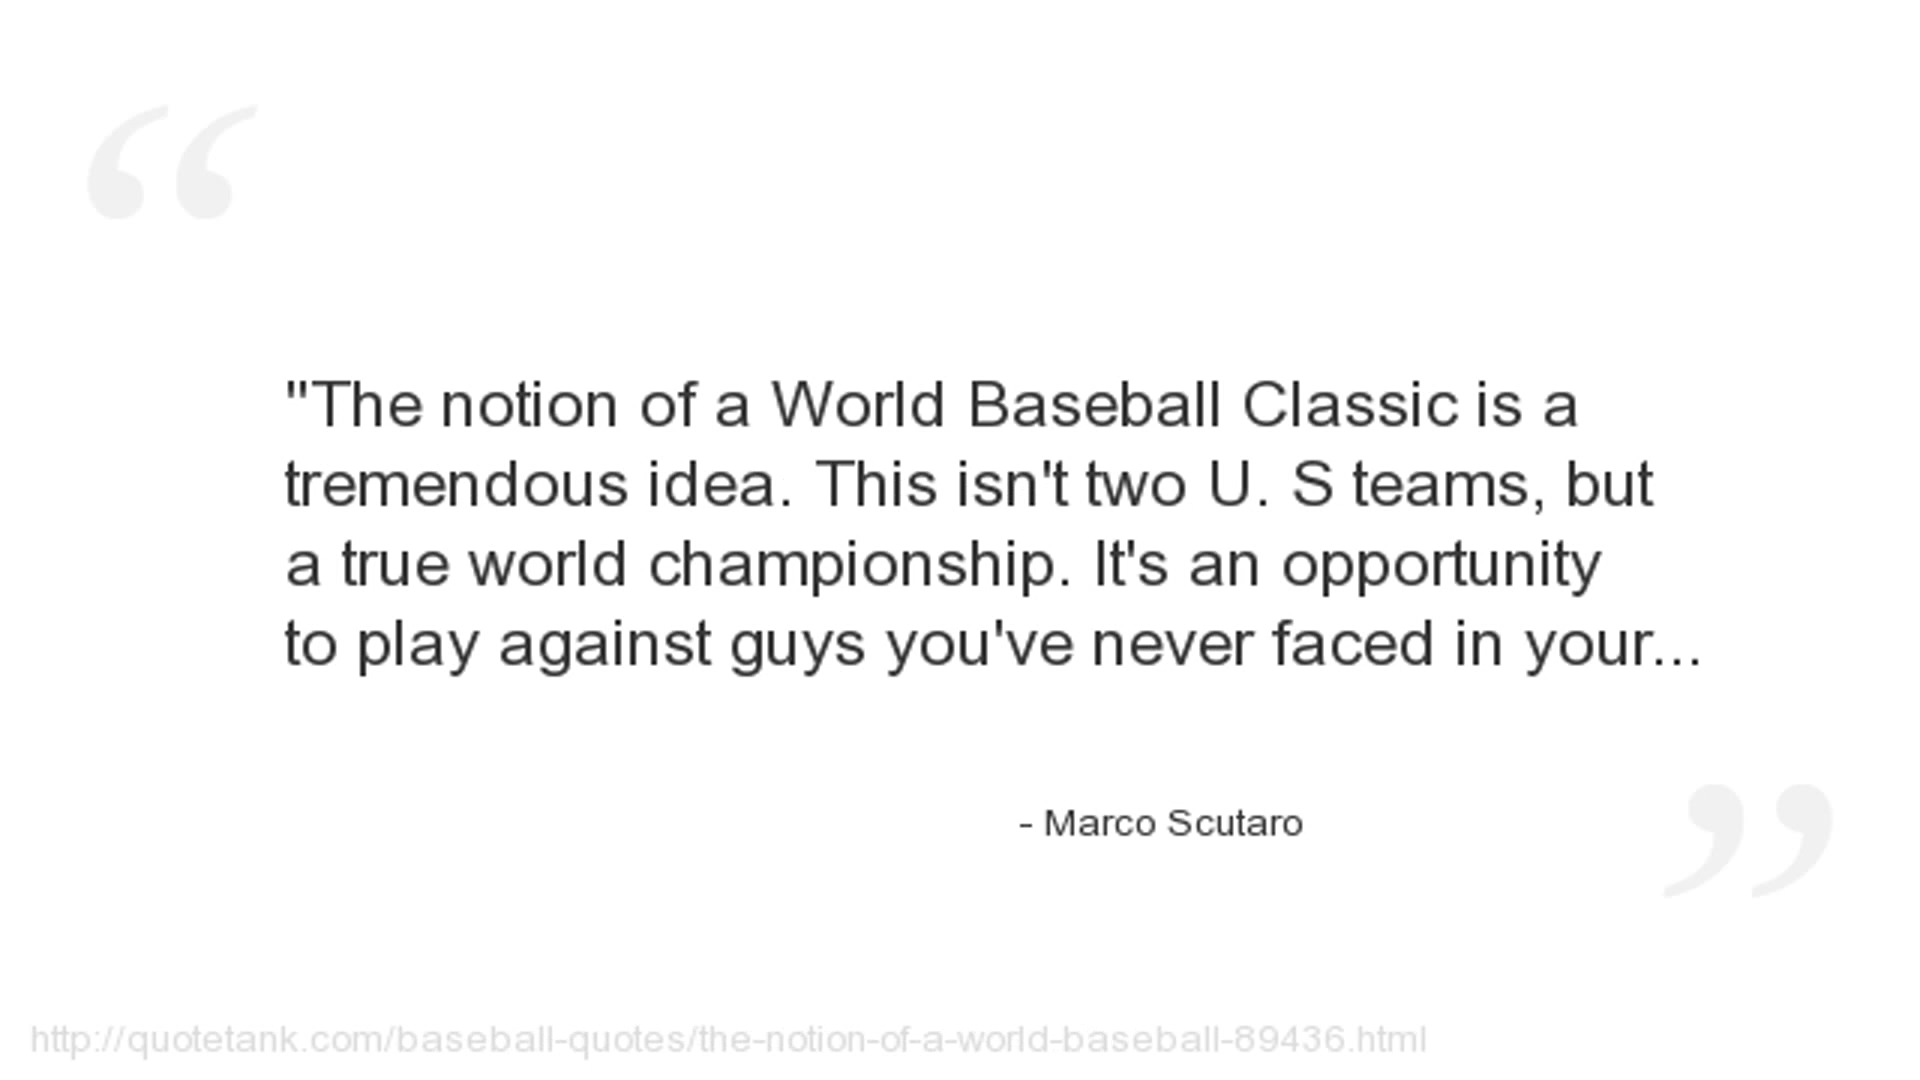 "The notion of a World Baseball Classic is a
tremendous idea. This isn't two U. S teams, but
a true world championship. It's an opportunity
to play against guys you've never faced in your...
- Marco Scutaro
http://quotetank.com/baseball-quotes/the-notion-of-a-world-baseball-89436.html